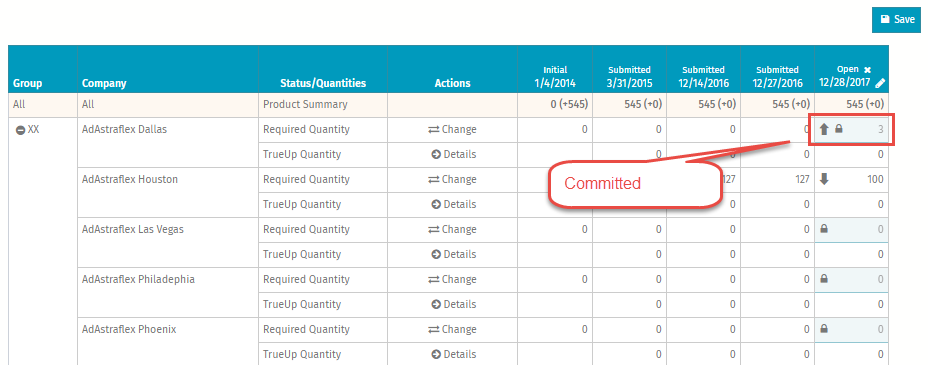 Save
Group Company Status/Quantities Actions Initial 1/4/2014 Submitted 3/31/2015 Submitted 12/14/2016 Submitted 12/27/2016 Open 12/28/2017
All All Product Summary 0 (+545) 545 (+0) 545 (+0) 545 (+0) 545 (+0)
XX AdAstraflex Dallas Required Quantity Change 0 0 0 0 3
TrueUp Quantity Details 0 0 0 0
AdAstraflex Houston Required Quantity Change 127 127 100
TrueUp Quantity Details 0 0 0 0
Committed
AdAstraflex Las Vegas Required Quantity Change 0 0 0 0 0
TrueUp Quantity Details 0 0 0 0
AdAstraflex Philadephia Required Quantity Change 0 0 0 0 0
TrueUp Quantity Details 0 0 0 0
AdAstraflex Phoenix Required Quantity Change 0 0 0 0 0
TrueUp Quantity Details 0 0 0 0